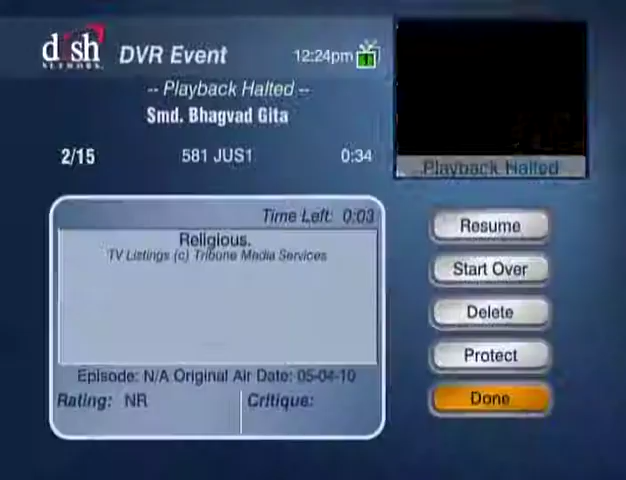 dish
NETWORK
DVR Event
12:24pm
1
-- Playback Halted --
Smd. Bhagvad Gita
2/15 581 JUS1 0:34
Playback Halted
Time Left: 0:03
Religious.
TV Listings (c) Tribune Media Services
Episode: N/A Original Air Date: 05-04-10
Rating: NR Critique:
Resume
Start Over
Delete
Protect
Done